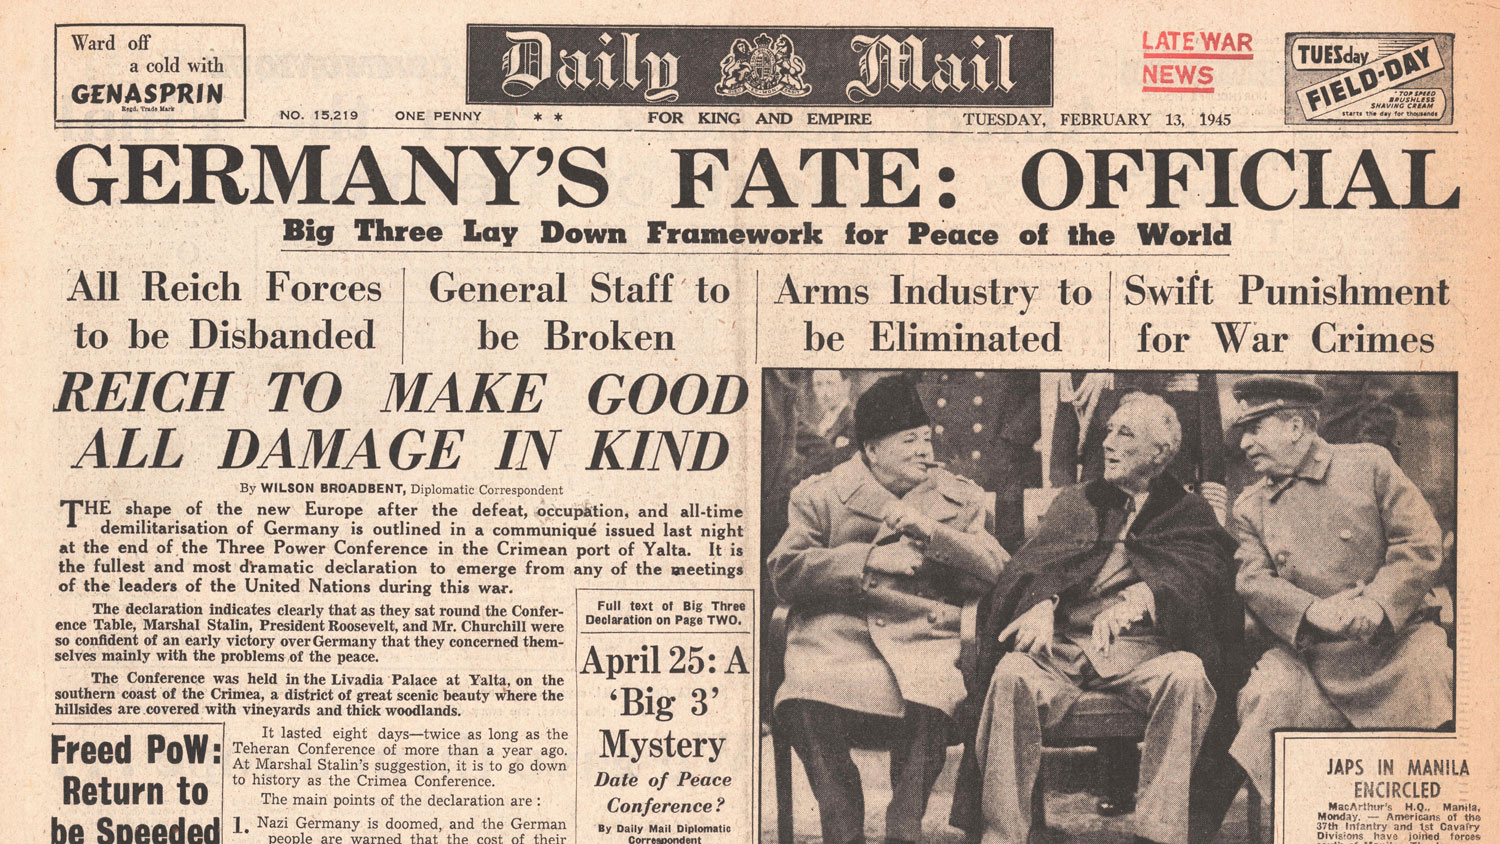 Ward off
a cold with
GENASPRIN
Regd. Trade Mark
Daily Mail
LATE WAR
NEWS
TUESday
FIELD-DAY
"TOP SPEED
BRUSHLESS
SHAVING CREAM
starts the day for thousands
NO. 15,219 ONE PENNY * * FOR KING AND EMPIRE TUESDAY, FEBRUARY 13, 1945
GERMANY'S FATE: OFFICIAL
Big Three Lay Down Framework for Peace of the World
All Reich Forces
to be Disbanded
General Staff to
be Broken
Arms Industry to
be Eliminated
Swift Punishment
for War Crimes
REICH TO MAKE GOOD
ALL DAMAGE IN KIND
By WILSON BROADBENT, Diplomatic Correspondent
THE shape of the new Europe after the defeat, occupation, and all-time
demilitarisation of Germany is outlined in a communiqué issued last night
at the end of the Three Power Conference in the Crimean port of Yalta. It is
the fullest and most dramatic declaration to emerge from any of the meetings
of the leaders of the United Nations during this war.
The declaration indicates clearly that as they sat round the Confer-
ence Table, Marshal Stalin, President Roosevelt, and Mr. Churchill were
so confident of an early victory over Germany that they concerned them-
selves mainly with the problems of the peace.
The Conference was held in the Livadia Palace at Yalta, on the
southern coast of the Crimea, a district of great scenic beauty where the
hillsides are covered with vineyards and thick woodlands.
Freed PoW:
Return to
be Speeded
It lasted eight days—twice as long as the
Teheran Conference of more than a year ago.
At Marshal Stalin's suggestion, it is to go down
to history as the Crimea Conference.
The main points of the declaration are :
1. Nazi Germany is doomed, and the German
people are warned that the cost of their
Full text of Big Three
Declaration on Page TWO.
April 25: A
'Big 3'
Mystery
Date of Peace
Conference?
By Daily Mail Diplomatic
Correspondent
JAPS IN MANILA
ENCIRCLED
MacArthur's H.Q., Manila,
Monday. — Americans of the
37th Infantry and 1st Cavalry
Divisions have joined forces